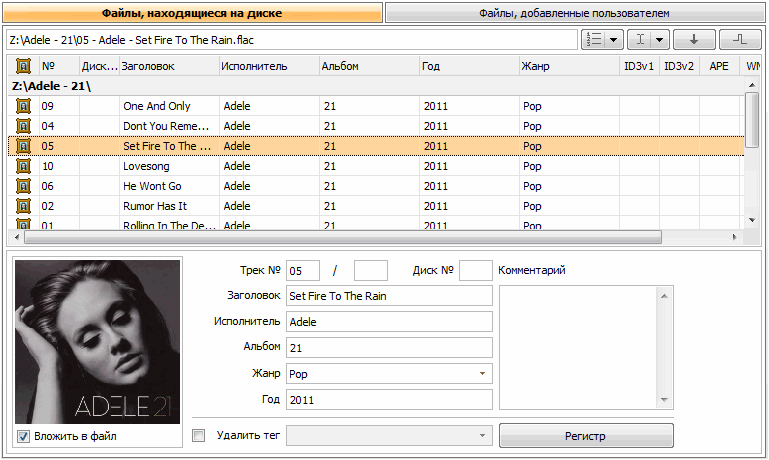 Файлы, находящиеся на диске
Файлы, добавленные пользователем
Z:\Adele - 21\05 - Adele - Set Fire To The Rain.flac
№ Диск... Заголовок Исполнитель Альбом Год Жанр ID3v1 ID3v2 APE WM
Z:\Adele - 21\
09 One And Only Adele 21 2011 Pop
04 Dont You Reme... Adele 21 2011 Pop
05 Set Fire To The ... Adele 21 2011 Pop
10 Lovesong Adele 21 2011 Pop
06 He Wont Go Adele 21 2011 Pop
02 Rumor Has It Adele 21 2011 Pop
01 Rolling In The De... Adele 21 2011 Pop
ADELE 21
Вложить в файл
Трек № 05 / Диск № Комментарий
Заголовок Set Fire To The Rain
Исполнитель Adele
Альбом 21
Жанр Pop
Год 2011
Удалить тег
Регистр